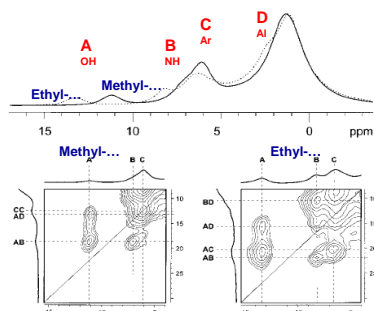 A B C D
OH NH Ar Al
Ethyl-… Methyl-…
15 10 5 0 ppm
Methyl-… Ethyl-…
A B C A B C
CC
AD
AB
10
15
20
25
BD
AD
AC
AB
10
15
20
25